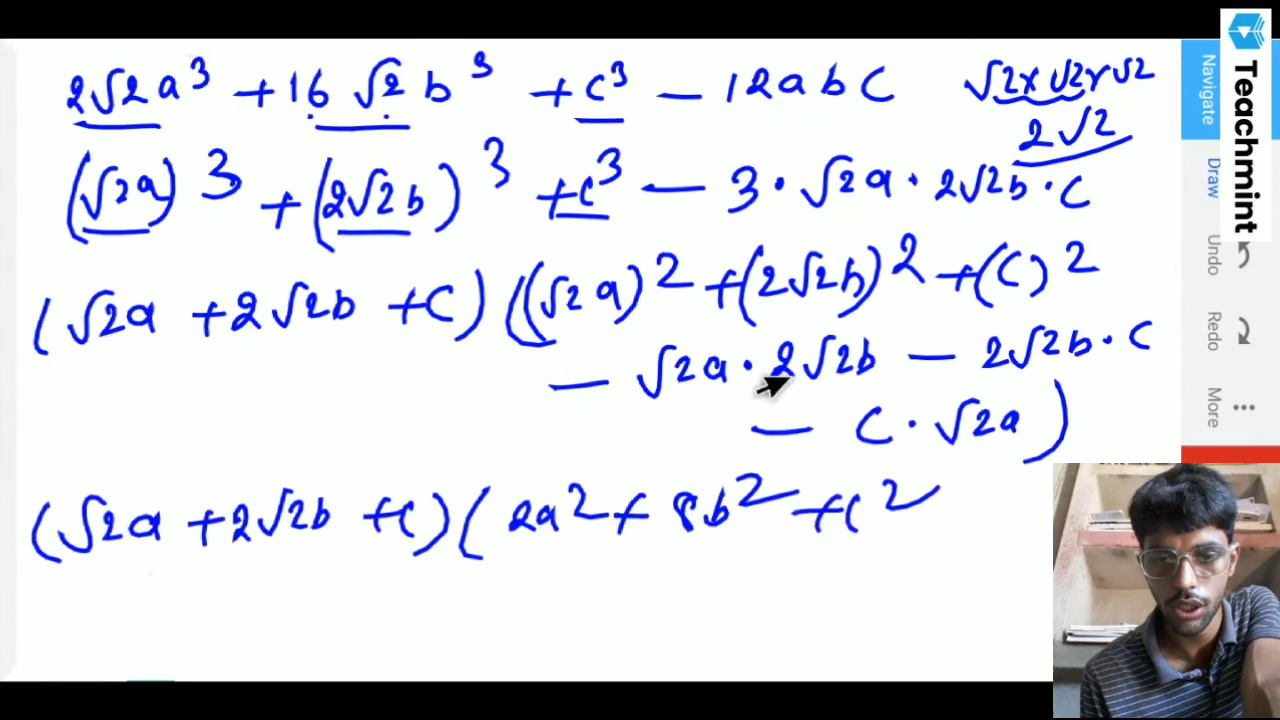 2√2a³ + 16√2b³ + c³ – 12abc
√2×√2×√2
2√2
(√2a)³ + (2√2b)³ + c³ – 3·√2a·2√2b·c
(√2a + 2√2b + c)((√2a)² + (2√2b)² + (c)²
– √2a·2√2b – 2√2b·c
– c·√2a)
(√2a + 2√2b + c)(2a² + 8b² + c²
Teachmint
Navigate
Draw
Undo
Redo
More